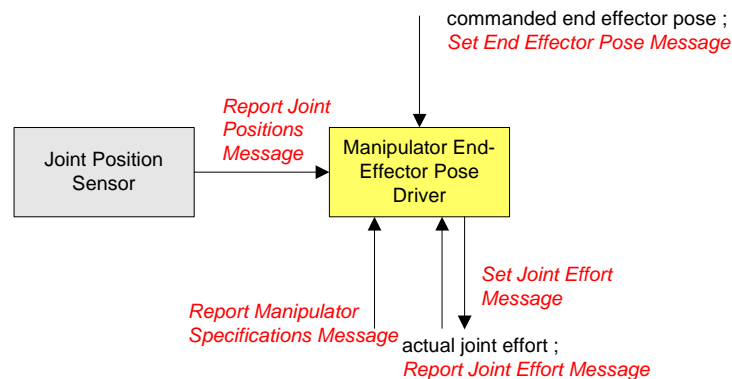 commanded end effector pose ;
Set End Effector Pose Message
Report Joint
Positions
Message
Joint Position
Sensor
Manipulator End-
Effector Pose
Driver
Set Joint Effort
Message
Report Manipulator
Specifications Message
actual joint effort ;
Report Joint Effort Message